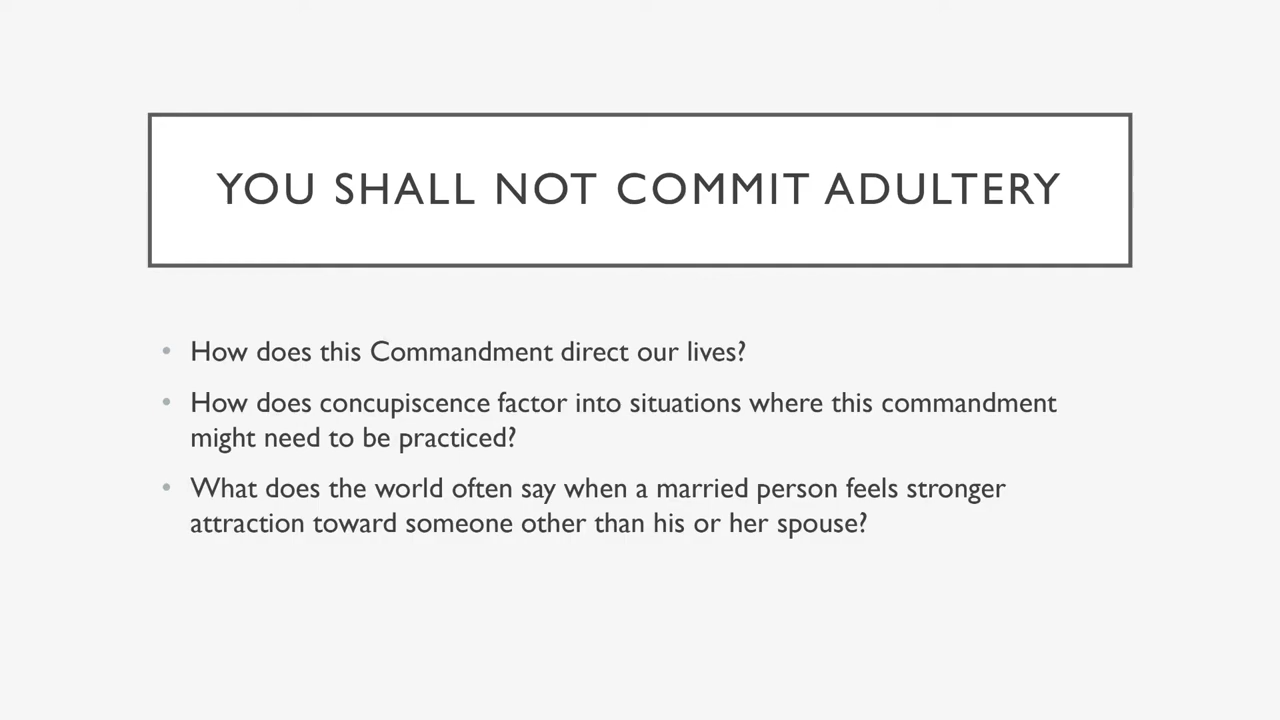 YOU SHALL NOT COMMIT ADULTERY
• How does this Commandment direct our lives?
• How does concupiscence factor into situations where this commandment
might need to be practiced?
• What does the world often say when a married person feels stronger
attraction toward someone other than his or her spouse?